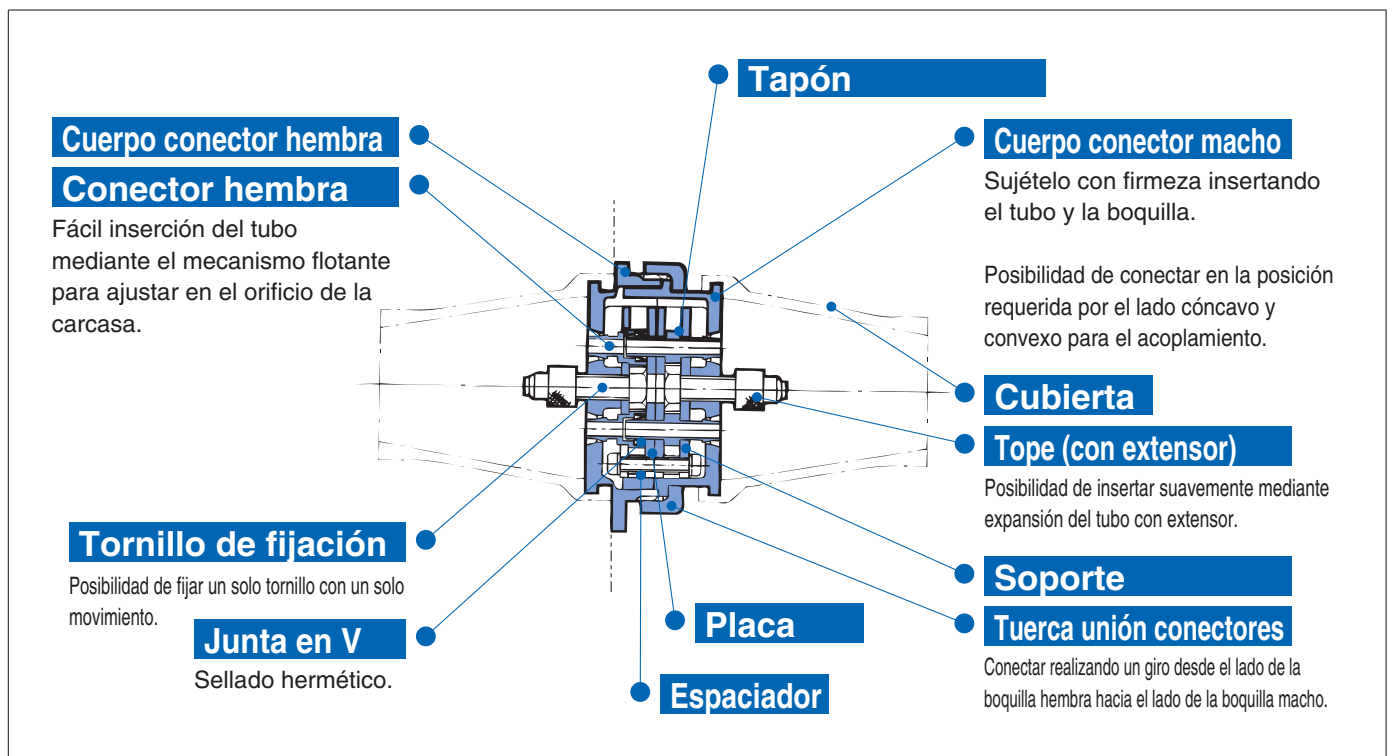 Tapón
Cuerpo conector hembra
Conector hembra
Fácil inserción del tubo
mediante el mecanismo flotante
para ajustar en el orificio de la
carcasa.
Cuerpo conector macho
Sujételo con firmeza insertando
el tubo y la boquilla.
Posibilidad de conectar en la posición
requerida por el lado cóncavo y
convexo para el acoplamiento.
Cubierta
Tope (con extensor)
Posibilidad de insertar suavemente mediante
expansión del tubo con extensor.
Tornillo de fijación
Posibilidad de fijar un solo tornillo con un solo
movimiento.
Junta en V
Sellado hermético.
Placa
Espaciador
Soporte
Tuerca unión conectores
Conectar realizando un giro desde el lado de la
boquilla hembra hacia el lado de la boquilla macho.